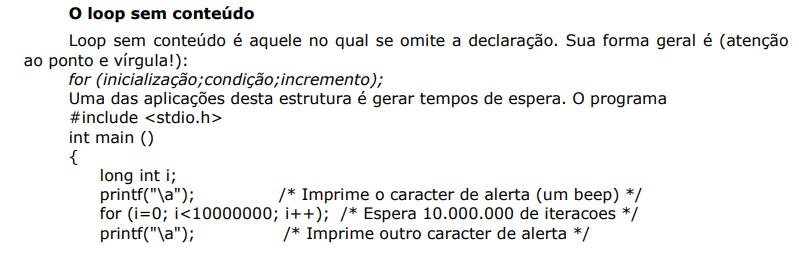 O loop sem conteúdo
Loop sem conteúdo é aquele no qual se omite a declaração. Sua forma geral é (atenção
ao ponto e vírgula!):
for (inicialização;condição;incremento);
Uma das aplicações desta estrutura é gerar tempos de espera. O programa
#include <stdio.h>
int main ()
{
long int i;
printf("\a"); /* Imprime o caracter de alerta (um beep) */
for (i=0; i<10000000; i++); /* Espera 10.000.000 de iteracoes */
printf("\a"); /* Imprime outro caracter de alerta */